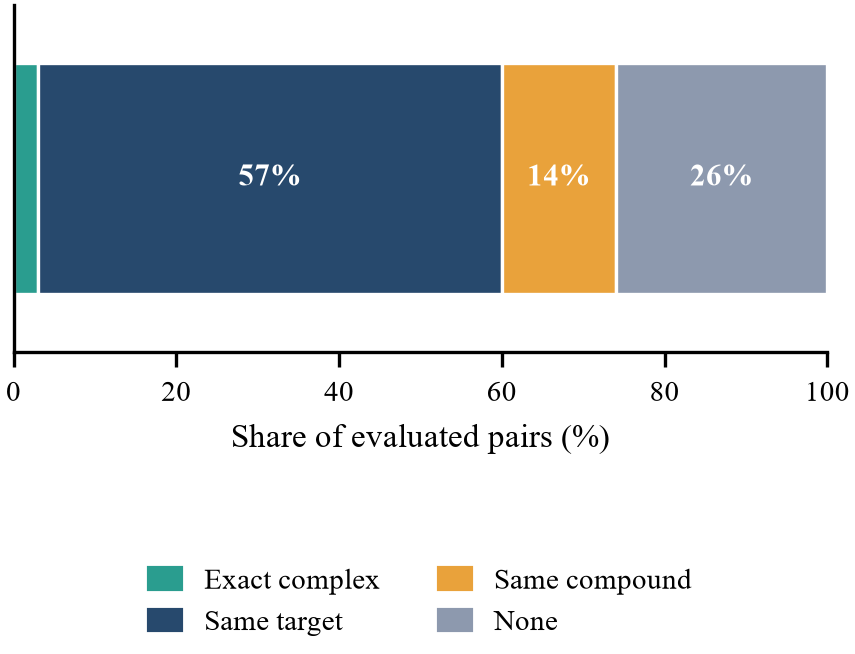 57% 14% 26%
0 20 40 60 80 100
Share of evaluated pairs (%)
Exact complex Same compound
Same target None